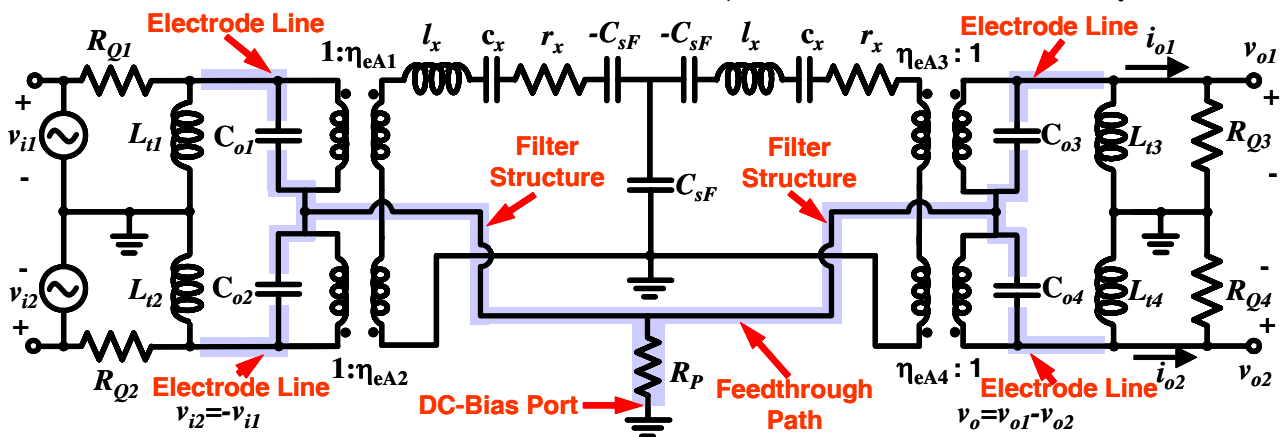 Electrode Line
Electrode Line
R_Q1
1:η_eA1
l_x
c_x
r_x
-C_sF
-C_sF
l_x
c_x
r_x
η_eA3: 1
i_o1
v_o1
+
v_i1
-
L_t1
C_o1
Filter
Structure
C_sF
Filter
Structure
C_o3
L_t3
R_Q3
+
-
-
v_i2
+
L_t2
C_o2
C_o4
L_t4
R_Q4
-
+
R_Q2
Electrode Line
1:η_eA2
R_P
DC-Bias Port
Feedthrough
Path
η_eA4: 1
Electrode Line
i_o2
v_o2
v_i2=-v_i1
v_o=v_o1-v_o2